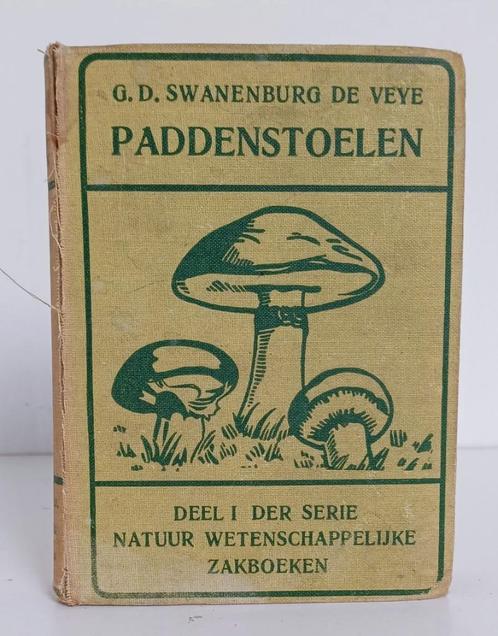 G. D. SWANENBURG DE VEYE
PADDENSTOELEN
DEEL I DER SERIE
NATUUR WETENSCHAPPELIJKE
ZAKBOEKEN